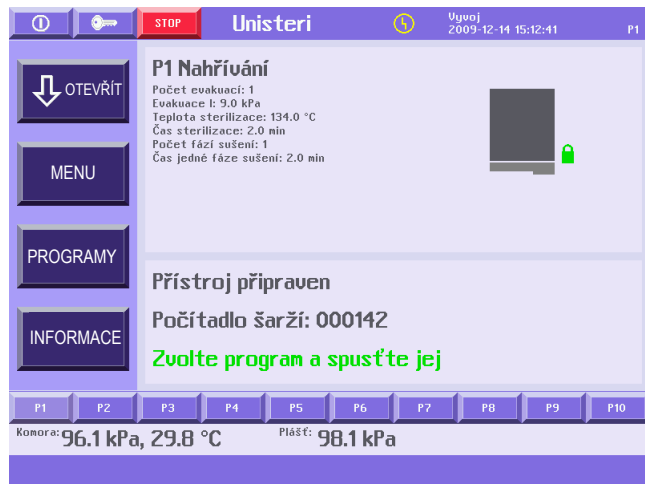 STOP
Unisteri
Vyvoj
2009-12-14 15:12:41
P1
OTEVŘÍT
MENU
PROGRAMY
INFORMACE
P1 Nahřívání
Počet evakuací: 1
Evakuace I: 9.0 kPa
Teplota sterilizace: 134.0 °C
Čas sterilizace: 2.0 min
Počet fází sušení: 1
Čas jedné fáze sušení: 2.0 min
Přístroj připraven
Počítadlo šarží: 000142
Zvolte program a spusťte jej
P1 P2 P3 P4 P5 P6 P7 P8 P9 P10
Komora: 96.1 kPa, 29.8 °C Plášť: 98.1 kPa